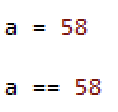 a = 58
a == 58